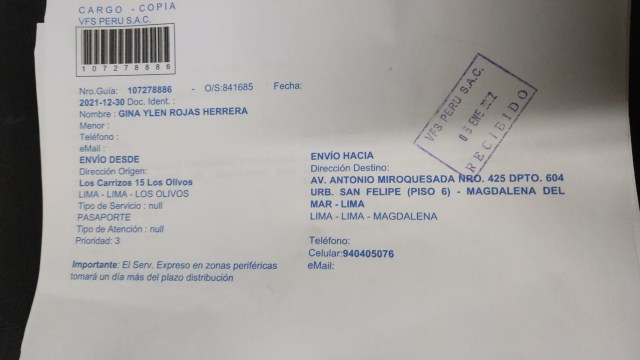 CARGO - COPIA
VFS PERU S.A.C.
107278886
Nro.Guía: 107278886 - O/S:841685 Fecha:
2021-12-30 Doc. Ident. :
Nombre : GINA YLEN ROJAS HERRERA
Menor :
Teléfono :
eMail :
ENVÍO DESDE
Dirección Origen:
Los Carrizos 15 Los Olivos
LIMA - LIMA - LOS OLIVOS
Tipo de Servicio : null
PASAPORTE
Tipo de Atención : null
Prioridad: 3
Importante: El Serv. Expreso en zonas periféricas
tomará un día más del plazo distribución
ENVÍO HACIA
Dirección Destino:
AV. ANTONIO MIROQUESADA NRO. 425 DPTO. 604
URB. SAN FELIPE (PISO 6) - MAGDALENA DEL
MAR - LIMA
LIMA - LIMA - MAGDALENA
Teléfono:
Celular:940405076
eMail:
VFS PERU S.A.C.
ENE
RECIBIDO